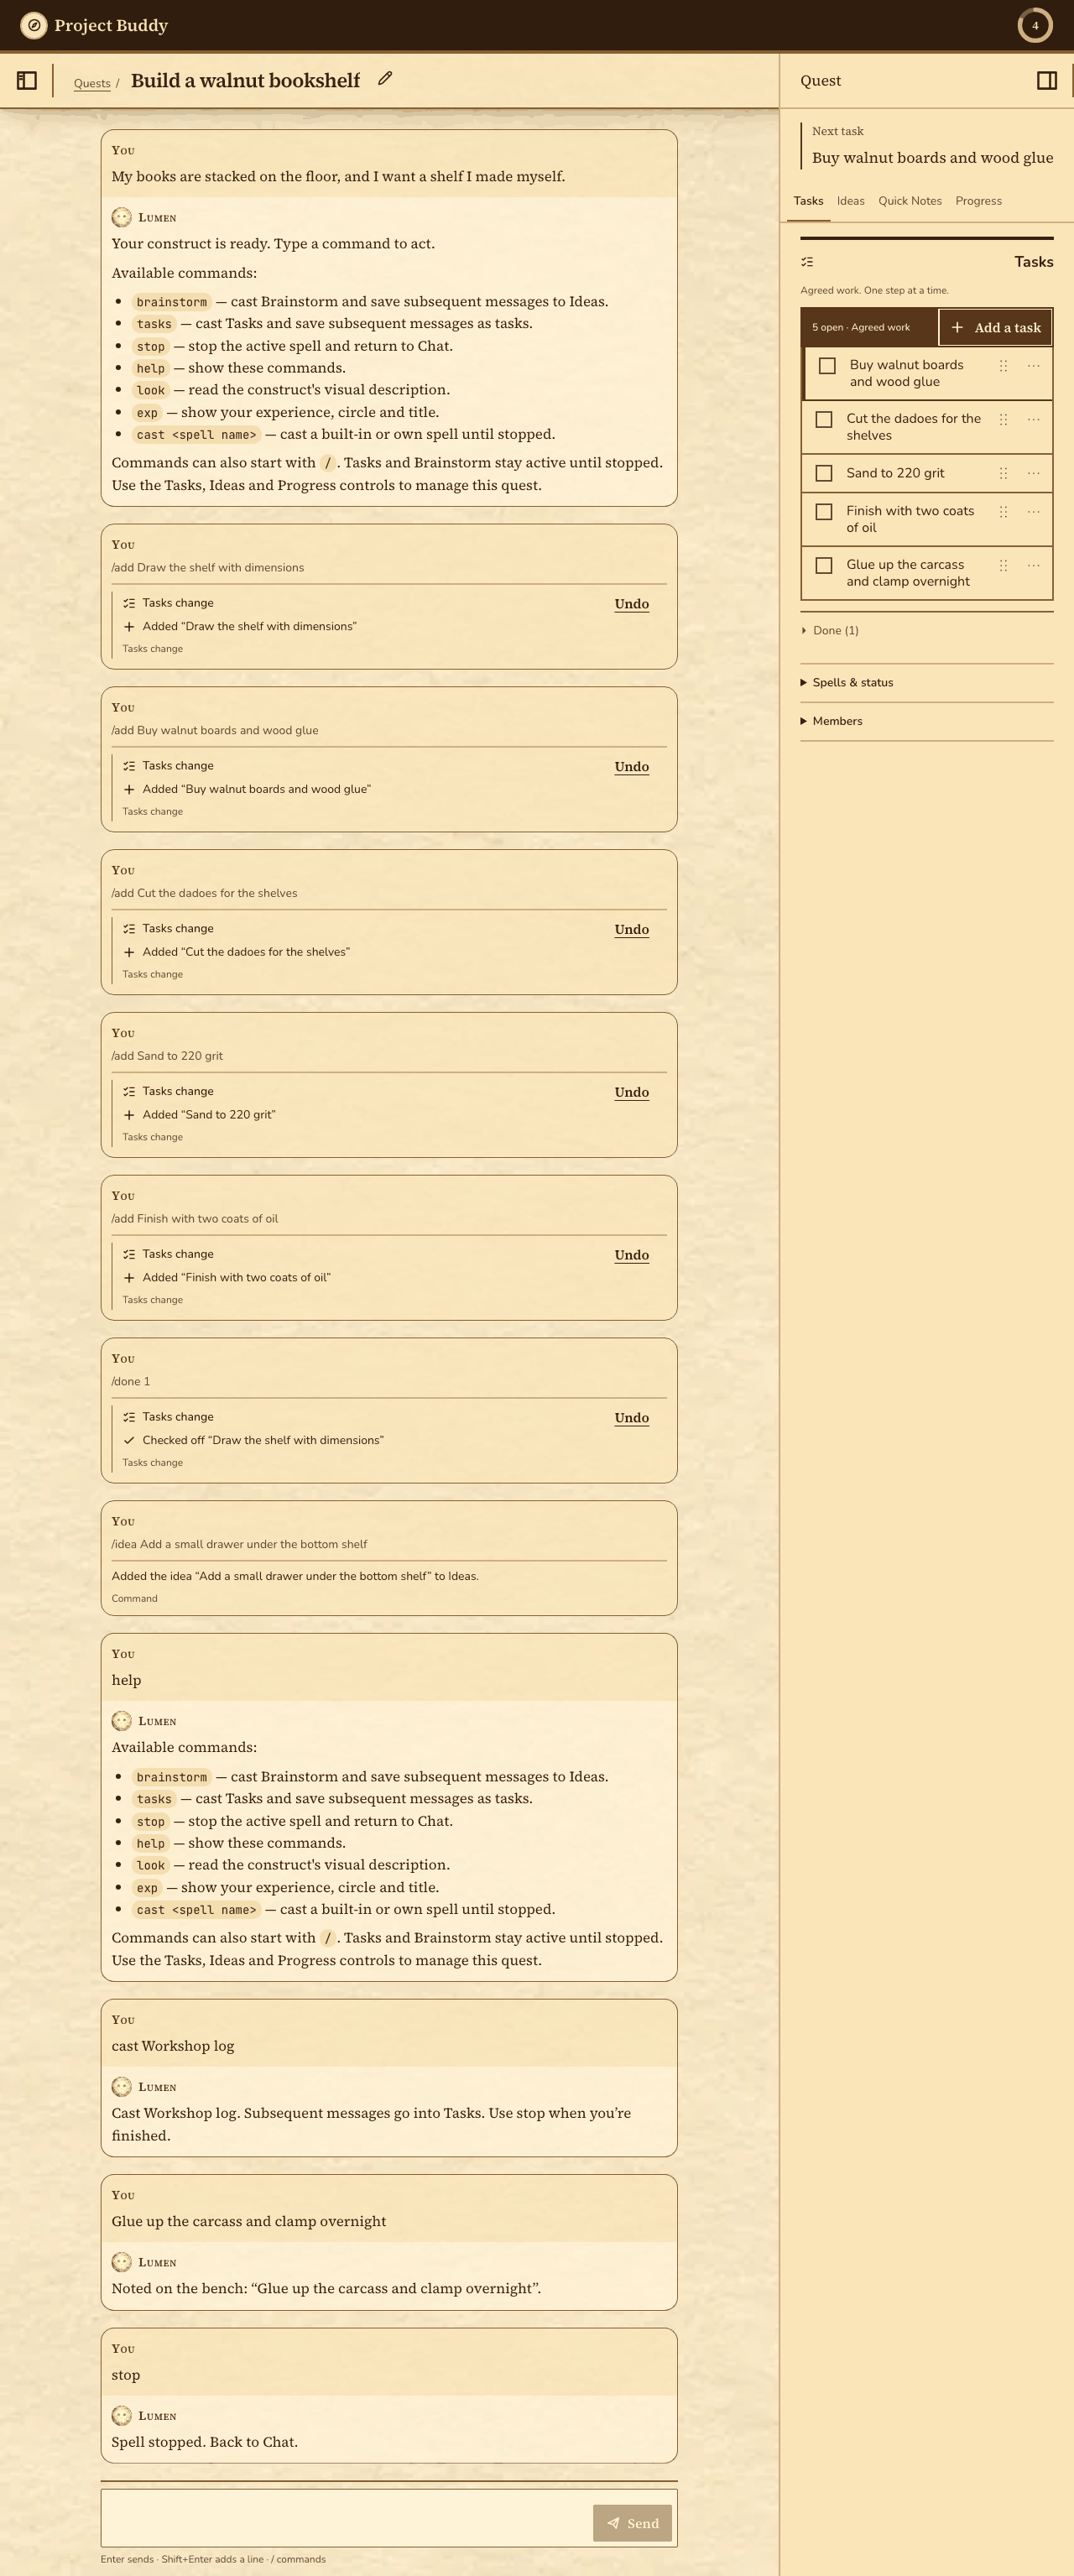 Project Buddy
4
Quests / Build a walnut bookshelf
You
My books are stacked on the floor, and I want a shelf I made myself.
Lumen
Your construct is ready. Type a command to act.
Available commands:
• brainstorm — cast Brainstorm and save subsequent messages to Ideas.
• tasks — cast Tasks and save subsequent messages as tasks.
• stop — stop the active spell and return to Chat.
• help — show these commands.
• look — read the construct's visual description.
• exp — show your experience, circle and title.
• cast <spell name> — cast a built-in or own spell until stopped.
Commands can also start with /. Tasks and Brainstorm stay active until stopped.
Use the Tasks, Ideas and Progress controls to manage this quest.
You
/add Draw the shelf with dimensions
Tasks change
Undo
Added “Draw the shelf with dimensions”
Tasks change
You
/add Buy walnut boards and wood glue
Tasks change
Undo
Added “Buy walnut boards and wood glue”
Tasks change
You
/add Cut the dadoes for the shelves
Tasks change
Undo
Added “Cut the dadoes for the shelves”
Tasks change
You
/add Sand to 220 grit
Tasks change
Undo
Added “Sand to 220 grit”
Tasks change
You
/add Finish with two coats of oil
Tasks change
Undo
Added “Finish with two coats of oil”
Tasks change
You
/done 1
Tasks change
Undo
Checked off “Draw the shelf with dimensions”
Tasks change
You
/idea Add a small drawer under the bottom shelf
Added the idea “Add a small drawer under the bottom shelf” to Ideas.
Command
You
help
Lumen
Available commands:
• brainstorm — cast Brainstorm and save subsequent messages to Ideas.
• tasks — cast Tasks and save subsequent messages as tasks.
• stop — stop the active spell and return to Chat.
• help — show these commands.
• look — read the construct's visual description.
• exp — show your experience, circle and title.
• cast <spell name> — cast a built-in or own spell until stopped.
Commands can also start with /. Tasks and Brainstorm stay active until stopped.
Use the Tasks, Ideas and Progress controls to manage this quest.
You
cast Workshop log
Lumen
Cast Workshop log. Subsequent messages go into Tasks. Use stop when you’re
finished.
You
Glue up the carcass and clamp overnight
Lumen
Noted on the bench: “Glue up the carcass and clamp overnight”.
You
stop
Lumen
Spell stopped. Back to Chat.
Send
Enter sends · Shift+Enter adds a line · / commands
Quest
Next task
Buy walnut boards and wood glue
Tasks Ideas Quick Notes Progress
Tasks
Agreed work. One step at a time.
5 open · Agreed work
Add a task
Buy walnut boards
and wood glue
Cut the dadoes for the
shelves
Sand to 220 grit
Finish with two coats
of oil
Glue up the carcass
and clamp overnight
Done (1)
Spells & status
Members